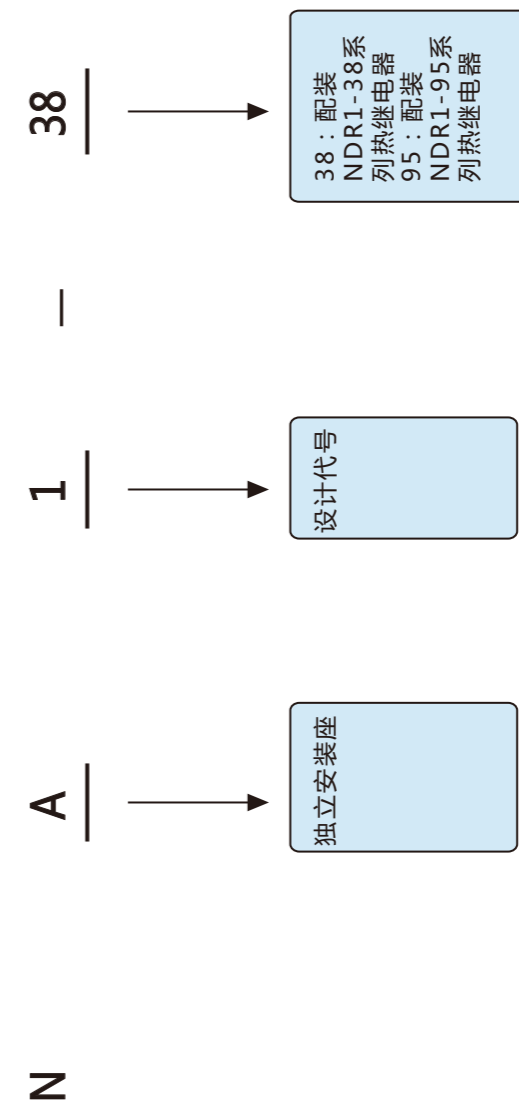 N A 1 — 38
独立安装座
设计代号
38：配装
NDR1-38系
列热继电器
95：配装
NDR1-95系
列热继电器